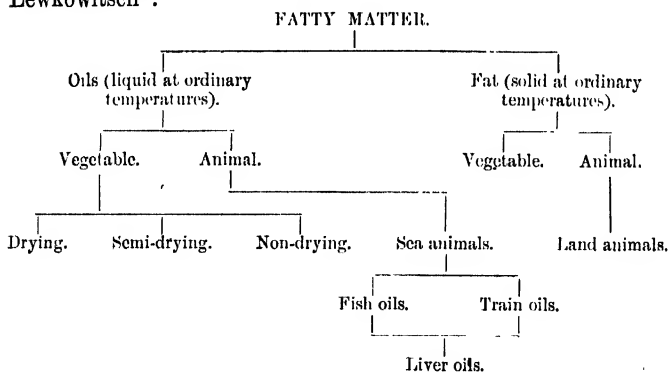 Lewkowitsch .
FATTY MATTER.
Oils (liquid at ordinary
temperatures).
Fat (solid at ordinary
temperatures).
Vegetable. Animal. Vegetable. Animal.
Drying. Semi-drying. Non-drying. Sea animals. Land animals.
Fish oils. Train oils.
Liver oils.